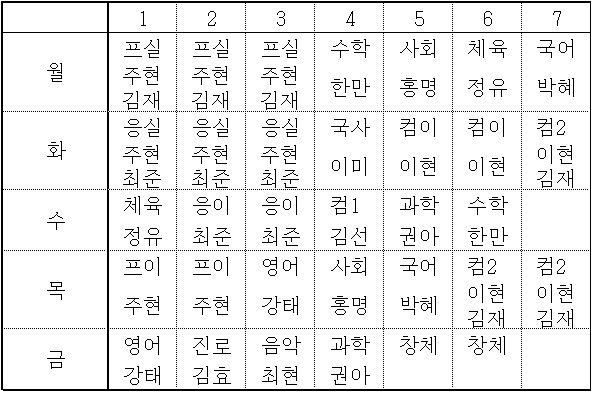 1 2 3 4 5 6 7
월 프실 프실 프실 수학 사회 체육 국어
주현 주현 주현 한만 홍명 정유 박혜
김재 김재 김재
화 응실 응실 응실 국사 컴이 컴이 컴2
주현 주현 주현 이미 이현 이현 이현
최준 최준 최준 김재
수 체육 응이 응이 컴1 과학 수학
정유 최준 최준 김선 권아 한만
목 프이 프이 영어 사회 국어 컴2 컴2
주현 주현 강태 홍명 박혜 이현 이현
김재 김재
금 영어 진로 음악 과학 창체 창체
강태 김효 최현 권아